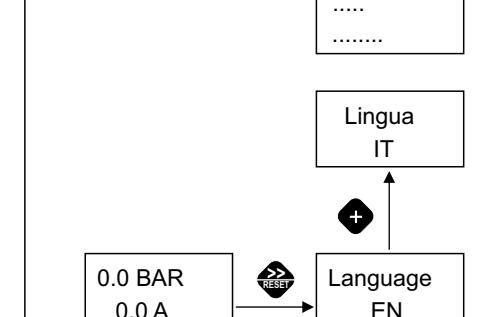 .....
........
Lingua
IT
+
>>
RESET
0.0 BAR
0.0 A
Language
EN